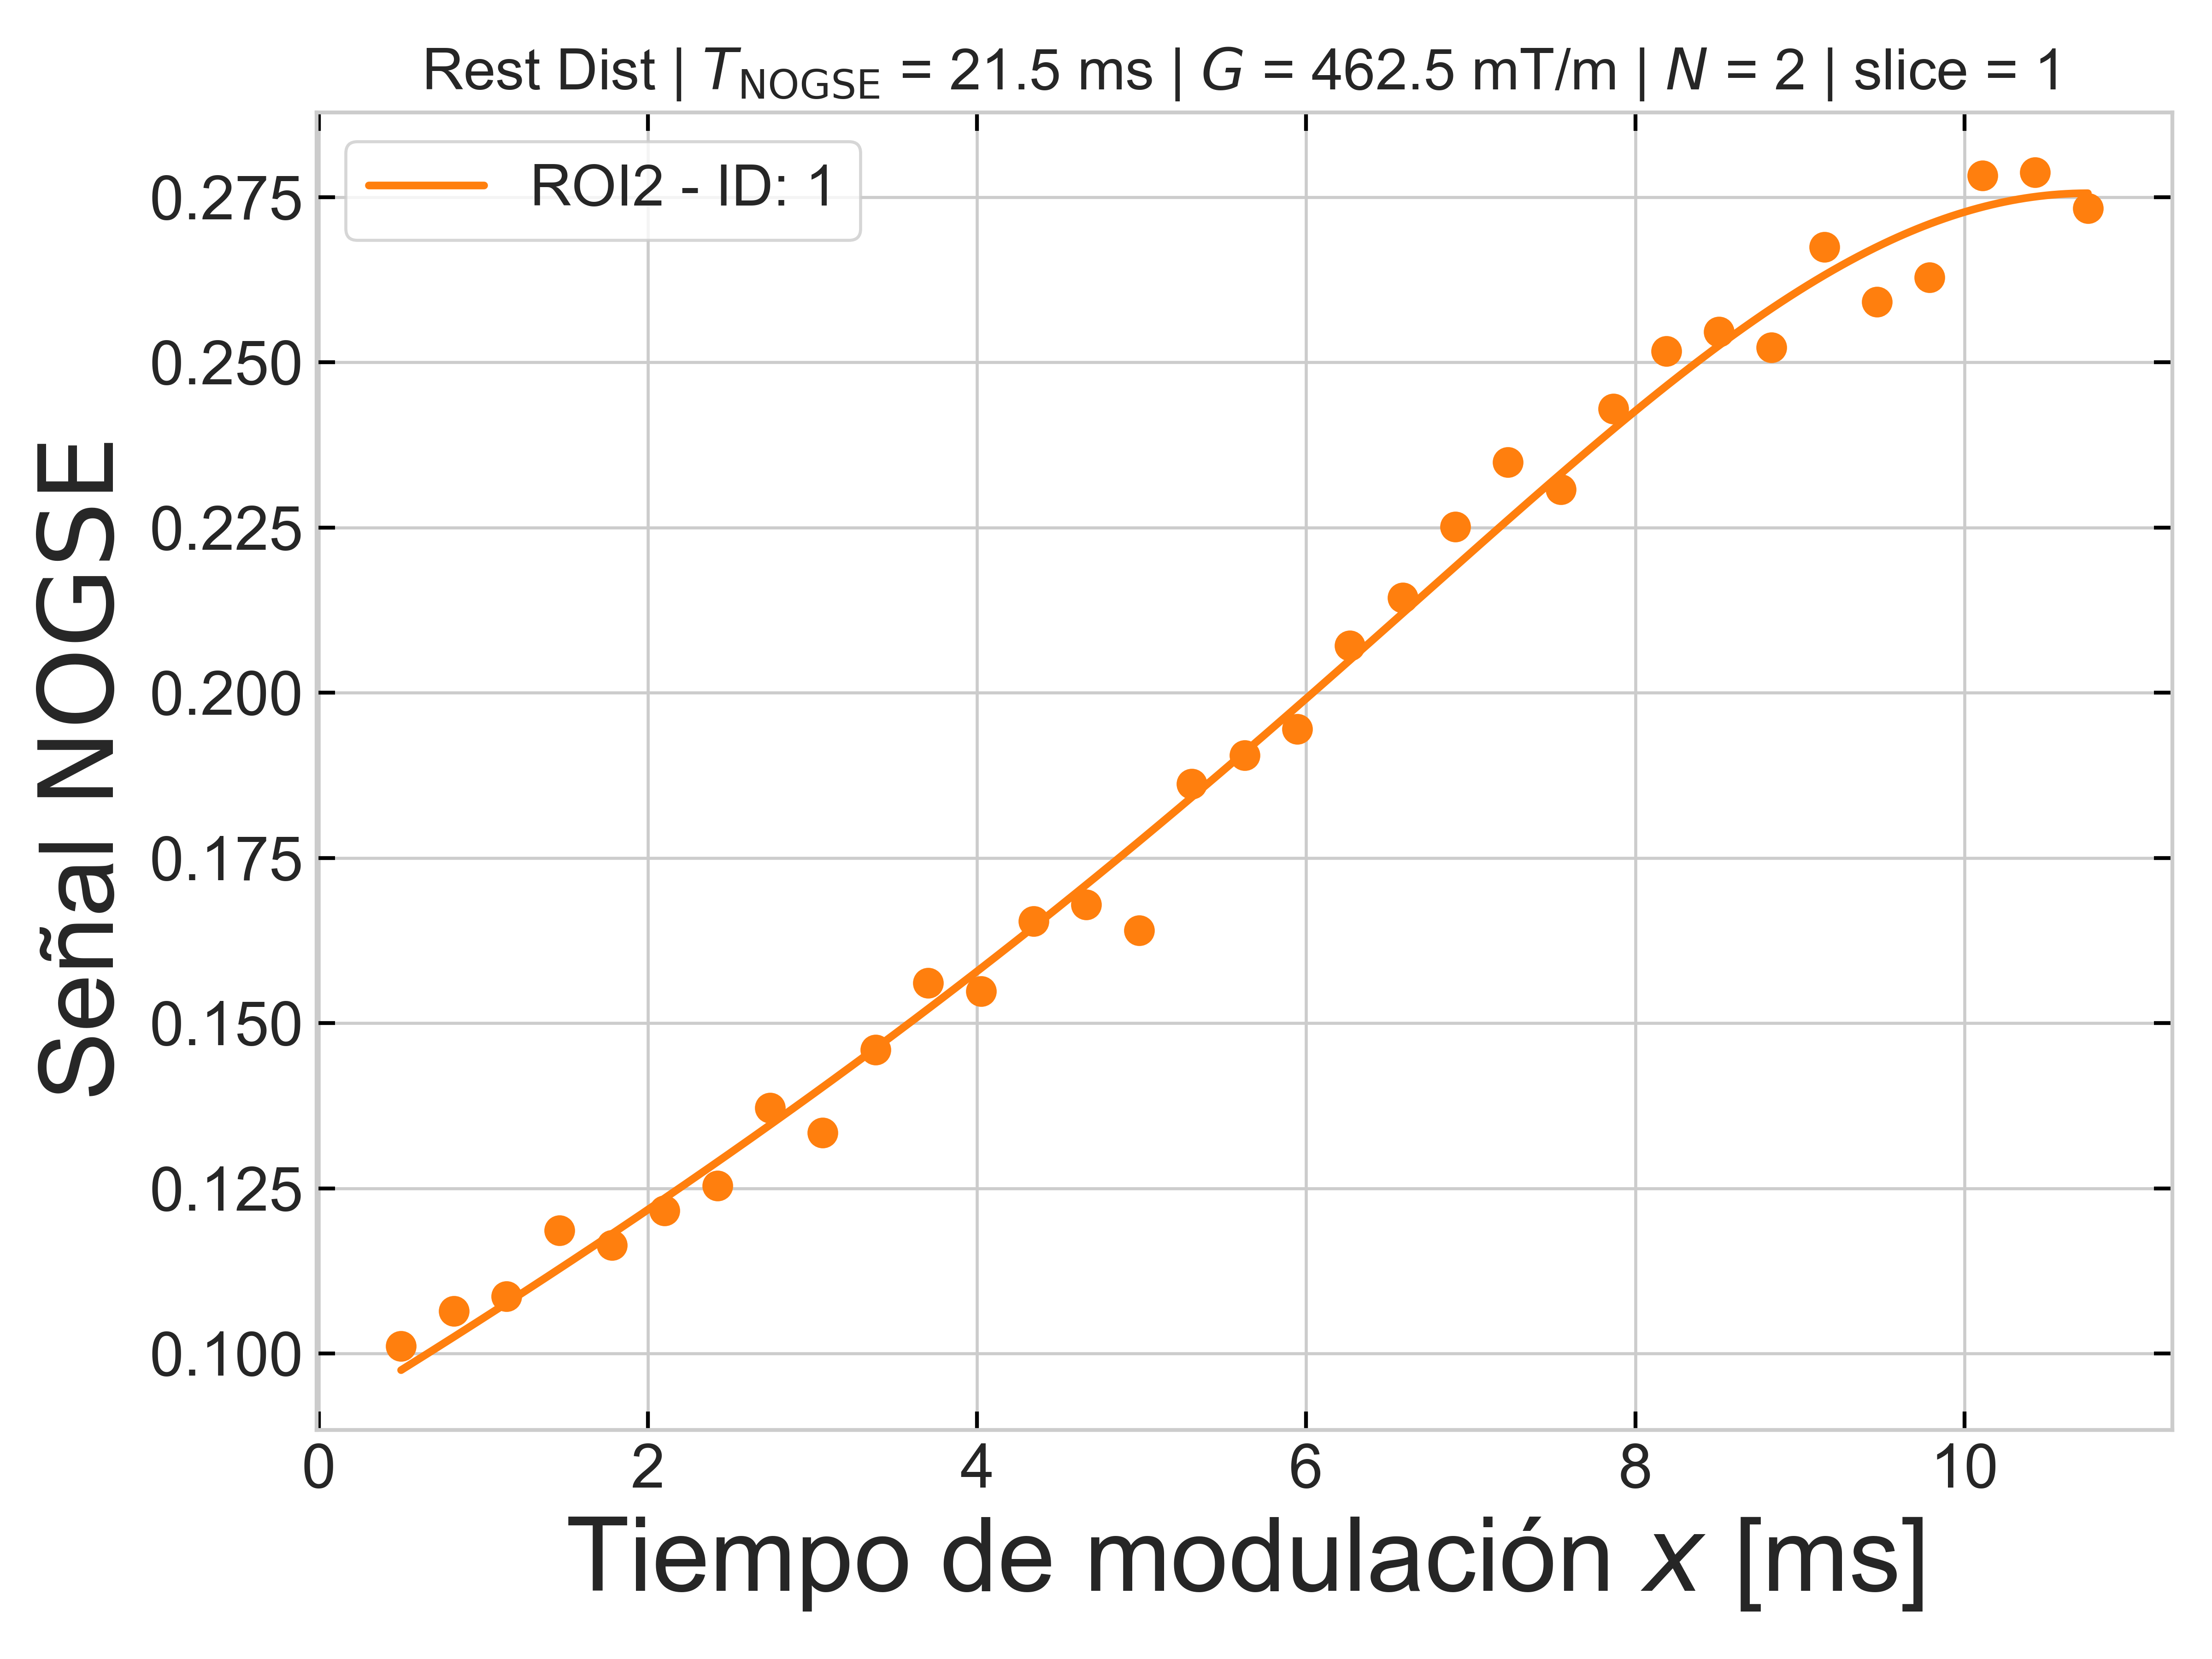 Rest Dist | T_NOGSE = 21.5 ms | G = 462.5 mT/m | N = 2 | slice = 1
ROI2 - ID: 1
Señal NOGSE
0.275
0.250
0.225
0.200
0.175
0.150
0.125
0.100
0 2 4 6 8 10
Tiempo de modulación x [ms]